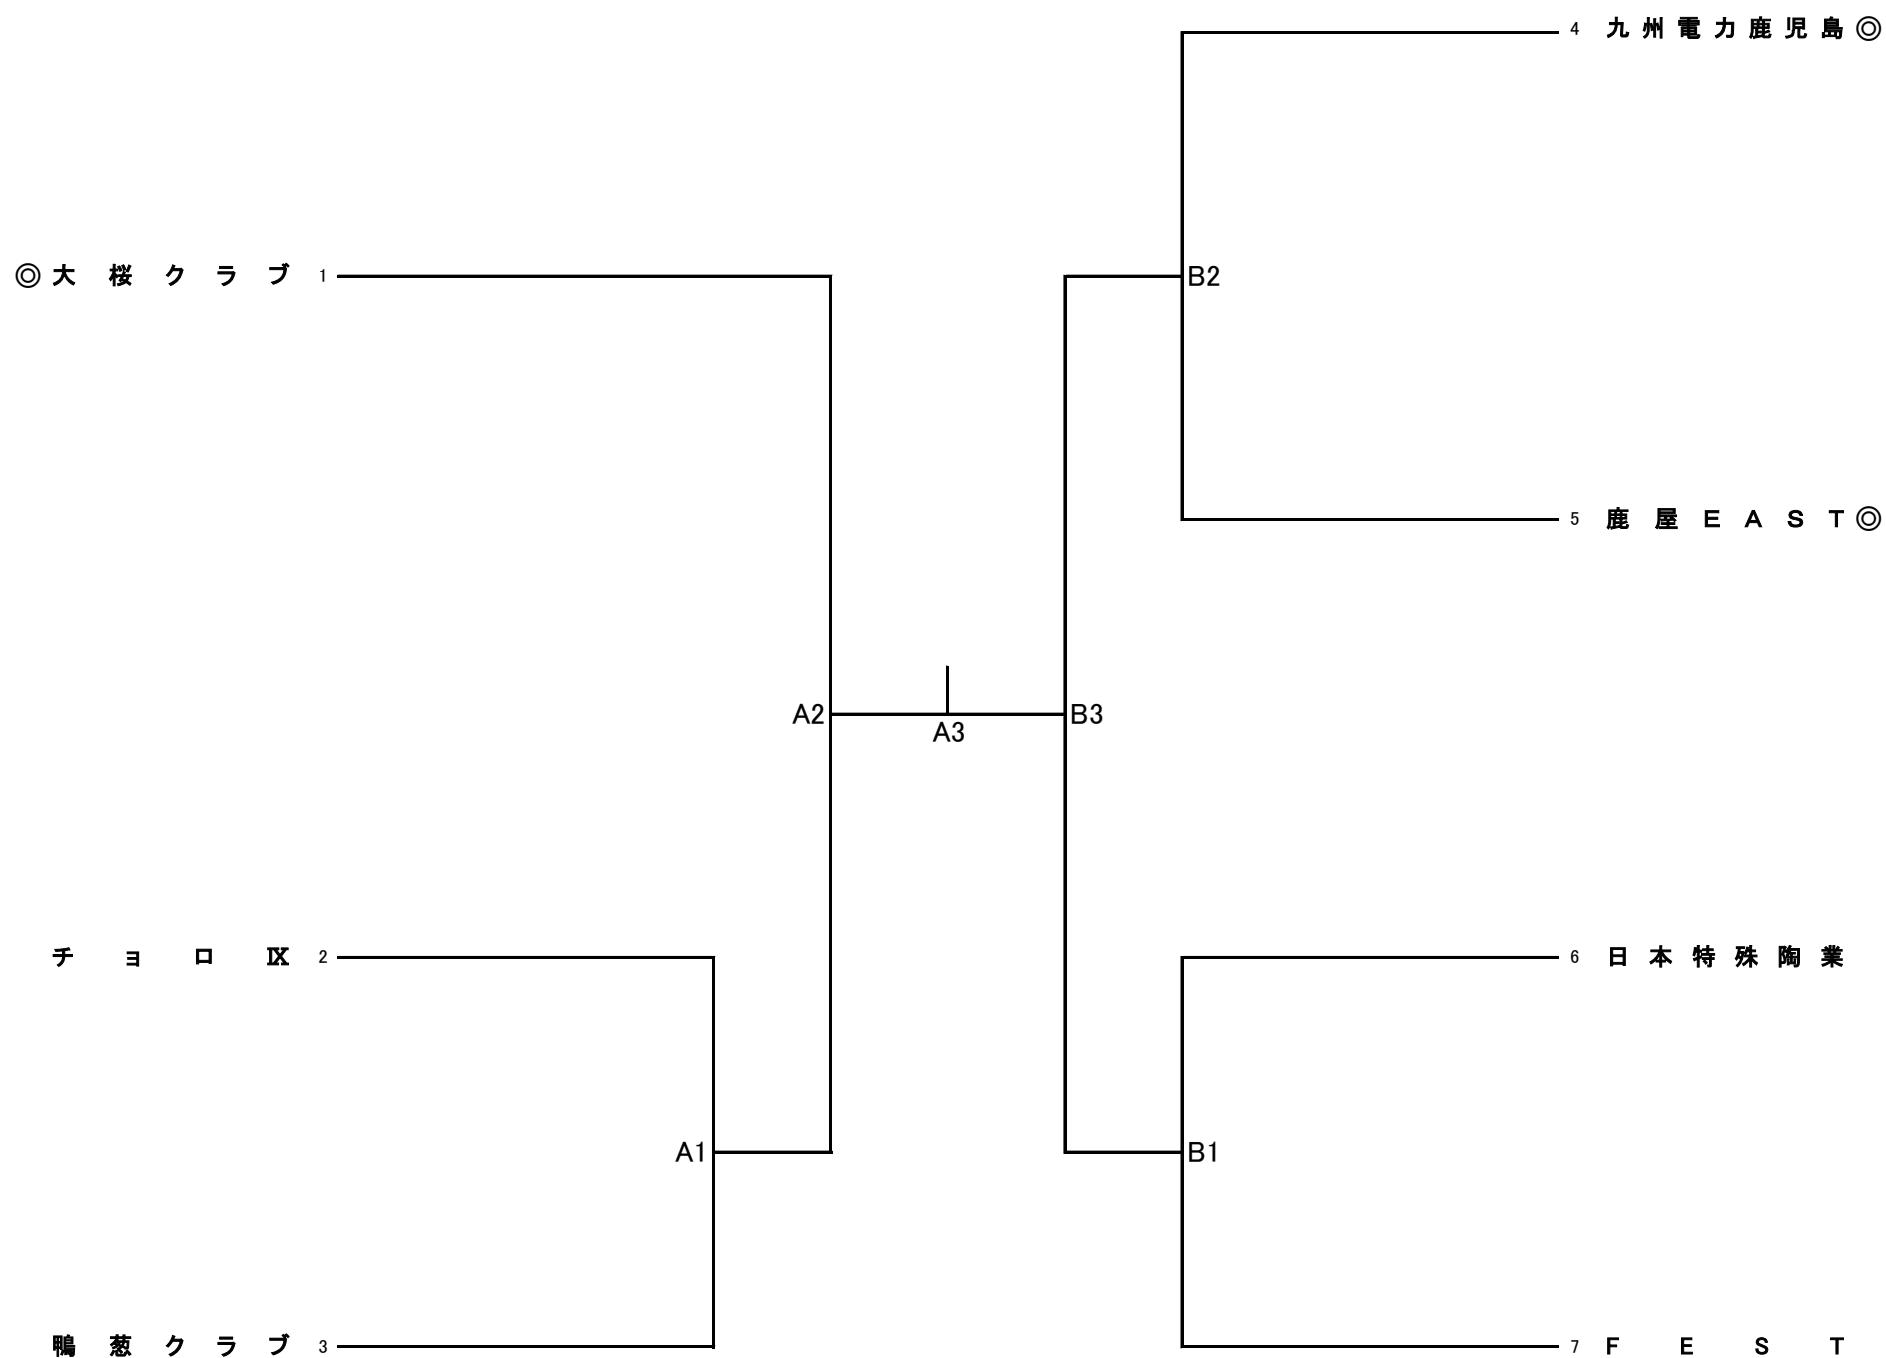 4 九州電力鹿児島◎
◎大桜クラブ 1
B2
5 鹿屋EAST◎
A2
B3
A3
チョロⅨ 2
6 日本特殊陶業
A1
B1
鴨葱クラブ 3
7 FEST